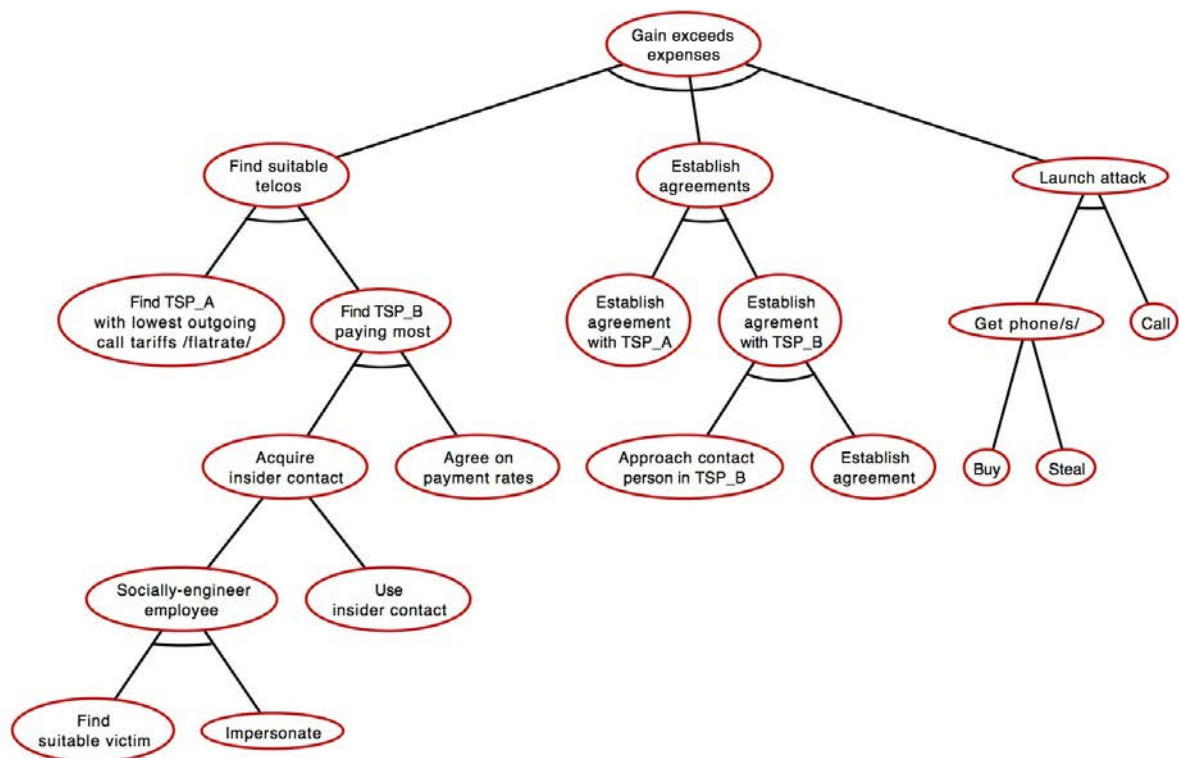 Gain exceeds
expenses
Find suitable
telcos
Establish
agreements
Launch attack
Find TSP_A
with lowest outgoing
call tariffs /flatrate/
Find TSP_B
paying most
Establish
agreement
with TSP_A
Establish
agrement
with TSP_B
Get phone/s/
Call
Acquire
insider contact
Agree on
payment rates
Approach contact
person in TSP_B
Establish
agreement
Buy
Steal
Socially-engineer
employee
Use
insider contact
Find
suitable victim
Impersonate